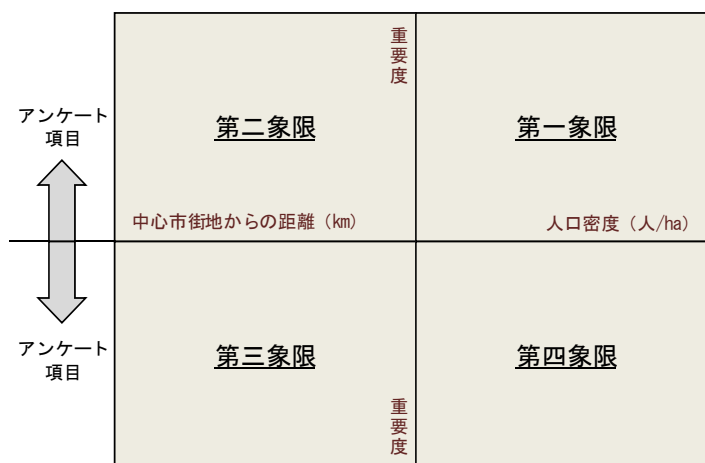 重要度
アンケート
項目
第二象限
第一象限
中心市街地からの距離（㎞）
人口密度（人/ha）
アンケート
項目
第三象限
第四象限
重要度